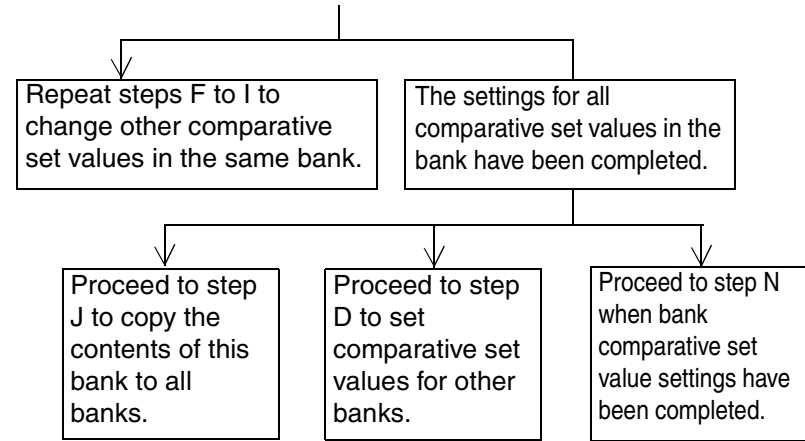 Repeat steps F to I to
change other comparative
set values in the same bank.
The settings for all
comparative set values in the
bank have been completed.
Proceed to step
J to copy the
contents of this
bank to all
banks.
Proceed to step
D to set
comparative set
values for other
banks.
Proceed to step N
when bank
comparative set
value settings have
been completed.